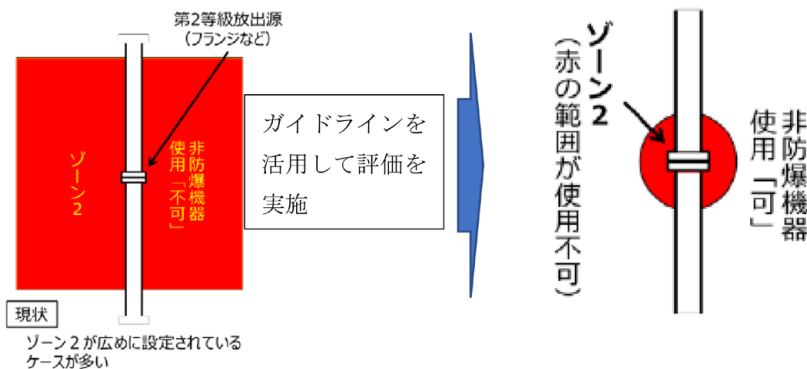 第2等級放出源
（フランジなど）
ゾーン2
非防爆機器
使用「不可」
ガイドラインを
活用して評価を
実施
現状
ゾーン２が広めに設定されている
ケースが多い
ゾーン2
（赤の範囲が使用不可）
非防爆機器
使用「可」